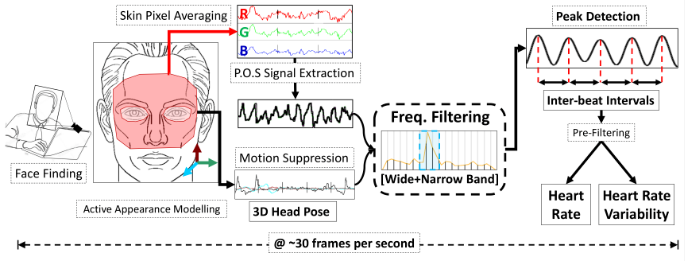 Skin Pixel Averaging
R
G
B
P.O.S Signal Extraction
Face Finding
Active Appearance Modelling
Motion Suppression
3D Head Pose
Freq. Filtering
[Wide+Narrow Band]
Peak Detection
Inter-beat Intervals
Pre-Filtering
Heart
Rate
Heart Rate
Variability
@ ~30 frames per second